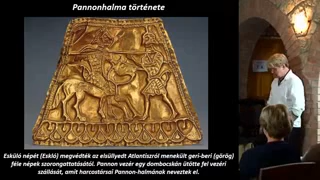 Pannonhalma története
Esküló népét (Eskló) megvédték az elsüllyedt Atlantiszról menekült geri-beri (görög)
féle népek szorongattatásától. Pannon vezér egy dombocskán ütötte fel vezéri
szállását, amit harcostársai Pannon-halmának neveztek el.